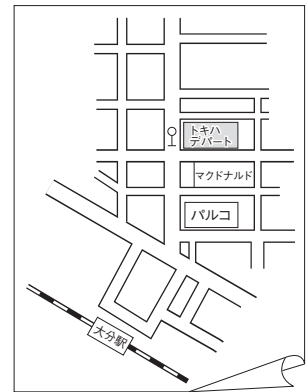 トキハ
デパート
マクドナルド
パルコ
大分駅